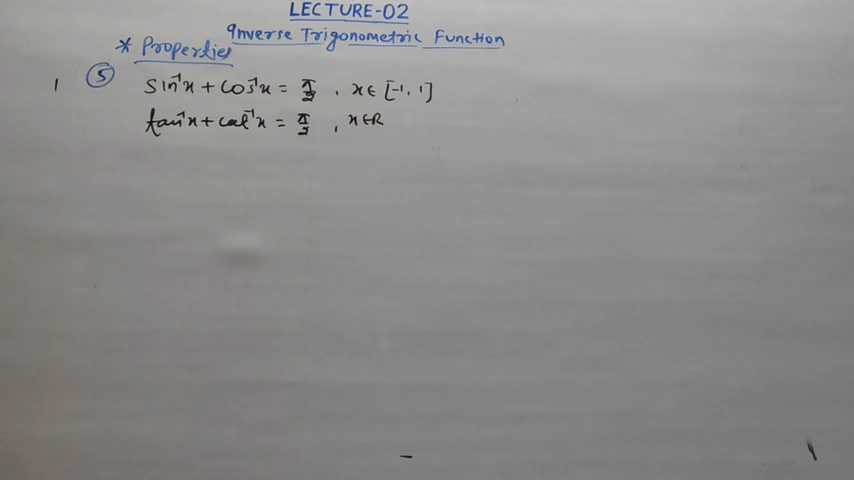 LECTURE-02
Inverse Trigonometric Function
* Properties
1 ⑤ sin⁻¹x + cos⁻¹x = π/2 , x∈ [-1, 1]
tan⁻¹x + cot⁻¹x = π/2 , x∈R